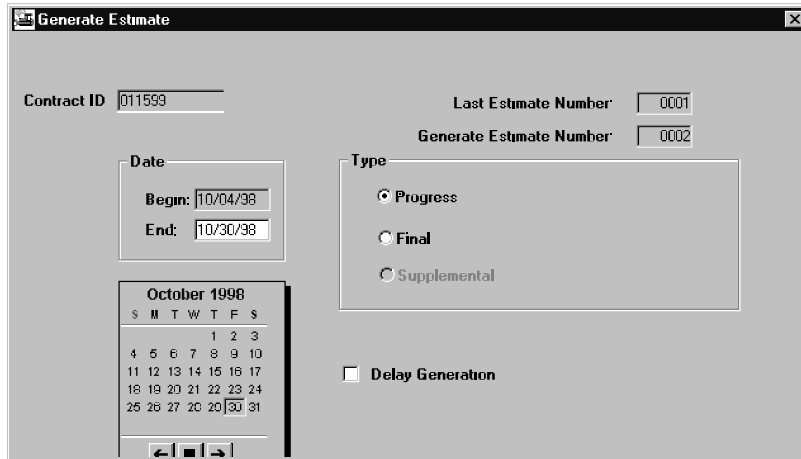 Generate Estimate
Contract ID 011599
Last Estimate Number: 0001
Generate Estimate Number: 0002
Date
Begin: 10/04/98
End: 10/30/98
Type
Progress
Final
Supplemental
October 1998
S M T W T F S
1 2 3
4 5 6 7 8 9 10
11 12 13 14 15 16 17
18 19 20 21 22 23 24
25 26 27 28 29 30 31
Delay Generation